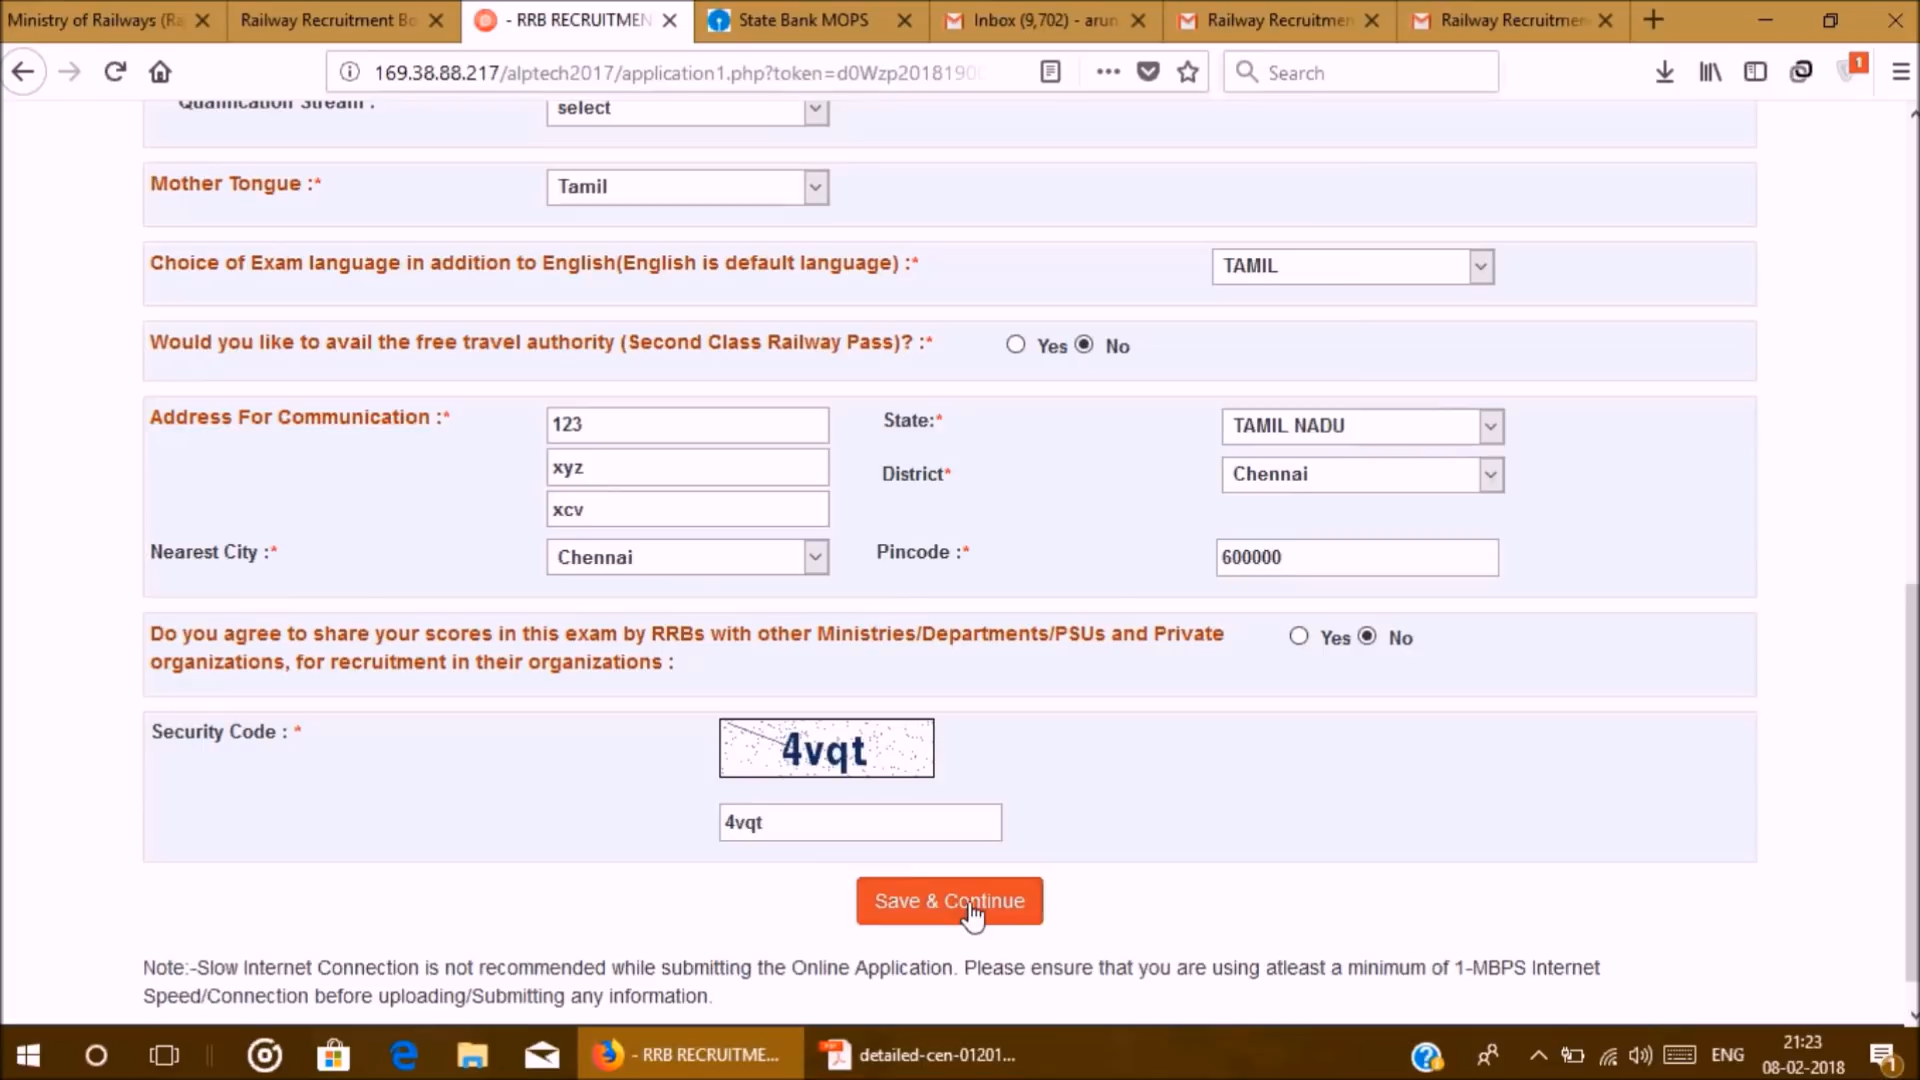 Ministry of Railways (Ra
Railway Recruitment Bo
- RRB RECRUITMEN
State Bank MOPS
Inbox (9,702) - arun
Railway Recruitmen
Railway Recruitmen
169.38.88.217/alptech2017/application1.php?token=d0Wzp20181900
Search
1
Qualification Stream :
select
Mother Tongue :*
Tamil
Choice of Exam language in addition to English(English is default language) :*
TAMIL
Would you like to avail the free travel authority (Second Class Railway Pass)? :*
Yes No
Address For Communication :*
123
State:*
TAMIL NADU
xyz
District*
Chennai
xcv
Nearest City :*
Chennai
Pincode :*
600000
Do you agree to share your scores in this exam by RRBs with other Ministries/Departments/PSUs and Private
organizations, for recruitment in their organizations :
Yes No
Security Code : *
4vqt
4vqt
Save & Continue
Note:-Slow Internet Connection is not recommended while submitting the Online Application. Please ensure that you are using atleast a minimum of 1-MBPS Internet
Speed/Connection before uploading/Submitting any information.
- RRB RECRUITME...
detailed-cen-01201...
ENG
21:23
08-02-2018
1